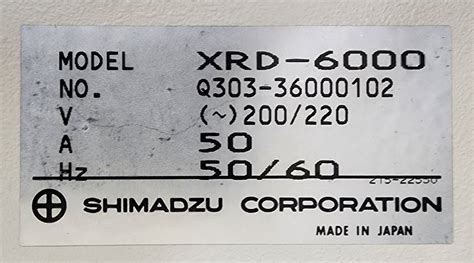 MODEL XRD-6000
NO. Q303-36000102
V (~)200/220
A 50
Hz 50/60
SHIMADZU CORPORATION
MADE IN JAPAN